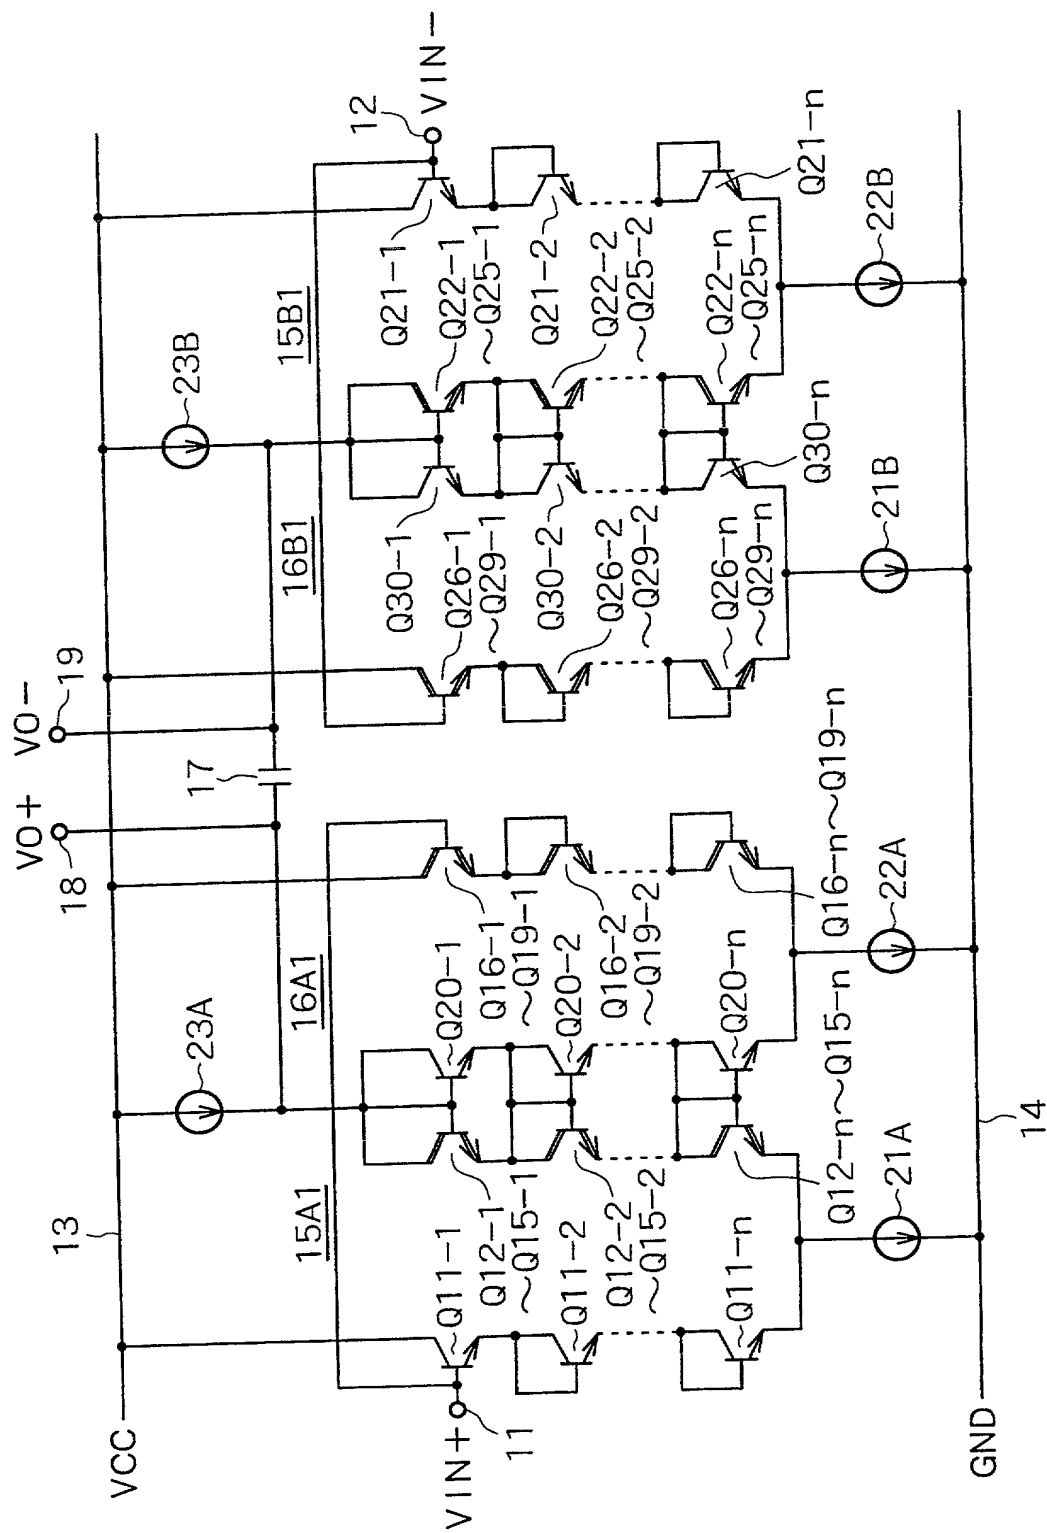 VO+
VO−
18
19
17
13
VCC
23A
23B
15A1
16A1
16B1
15B1
VIN+
11
12
VIN−
Q11-1
Q12-1
~Q15-1
Q20-1
Q16-1
~Q19-1
Q30-1
Q26-1
~Q29-1
Q21-1
Q22-1
~Q25-1
Q11-2
Q12-2
~Q15-2
Q20-2
Q16-2
~Q19-2
Q30-2
Q26-2
~Q29-2
Q21-2
Q22-2
~Q25-2
Q11-n
Q12-n~Q15-n
Q20-n
Q16-n~Q19-n
Q26-n
~Q29-n
Q30-n
Q22-n
~Q25-n
Q21-n
21A
22A
21B
22B
GND
14